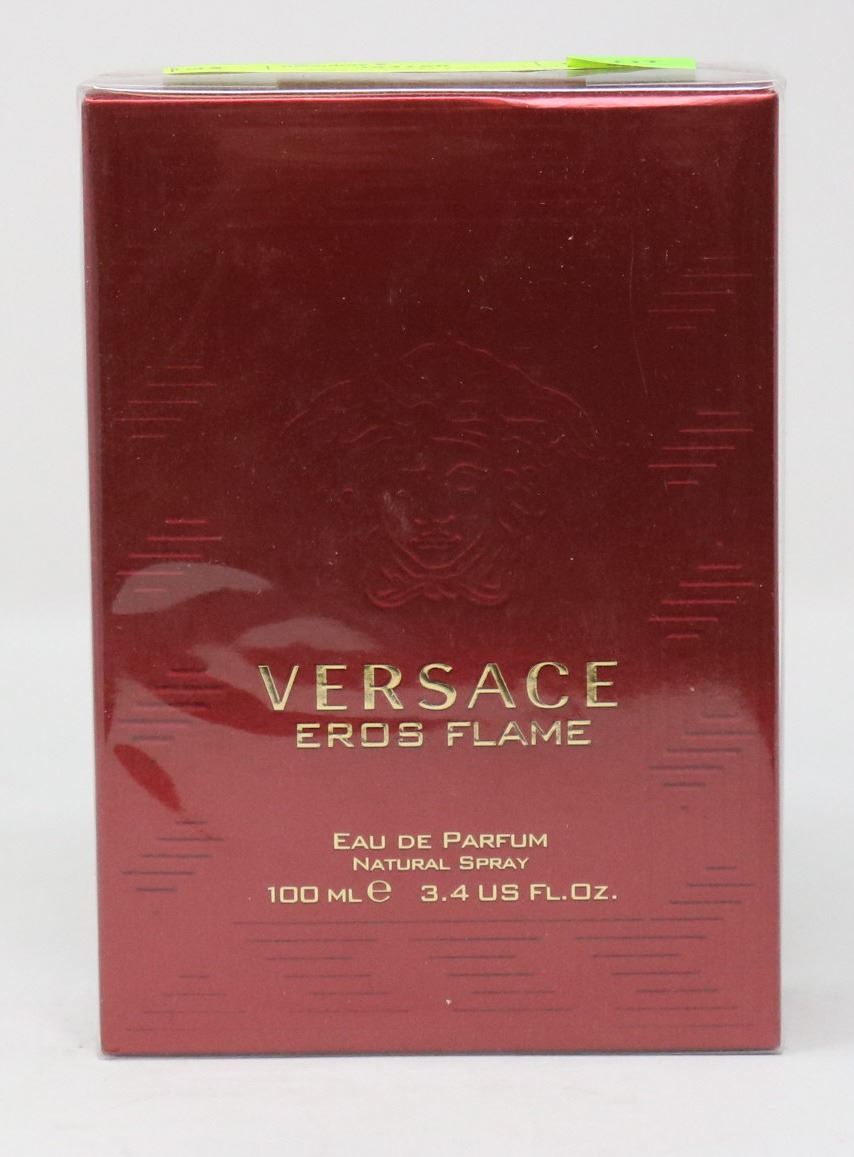 VERSACE
EROS FLAME
EAU DE PARFUM
NATURAL SPRAY
100 ML ℮ 3.4 US FL.OZ.